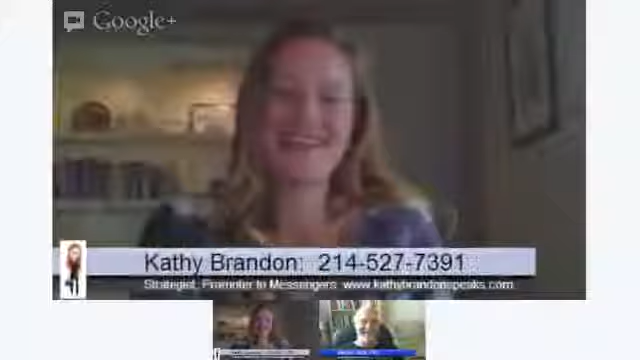 Google+
Kathy Brandon: 214-527-7391
Strategist, Promoter to Messengers www.kathybrandonspeaks.com